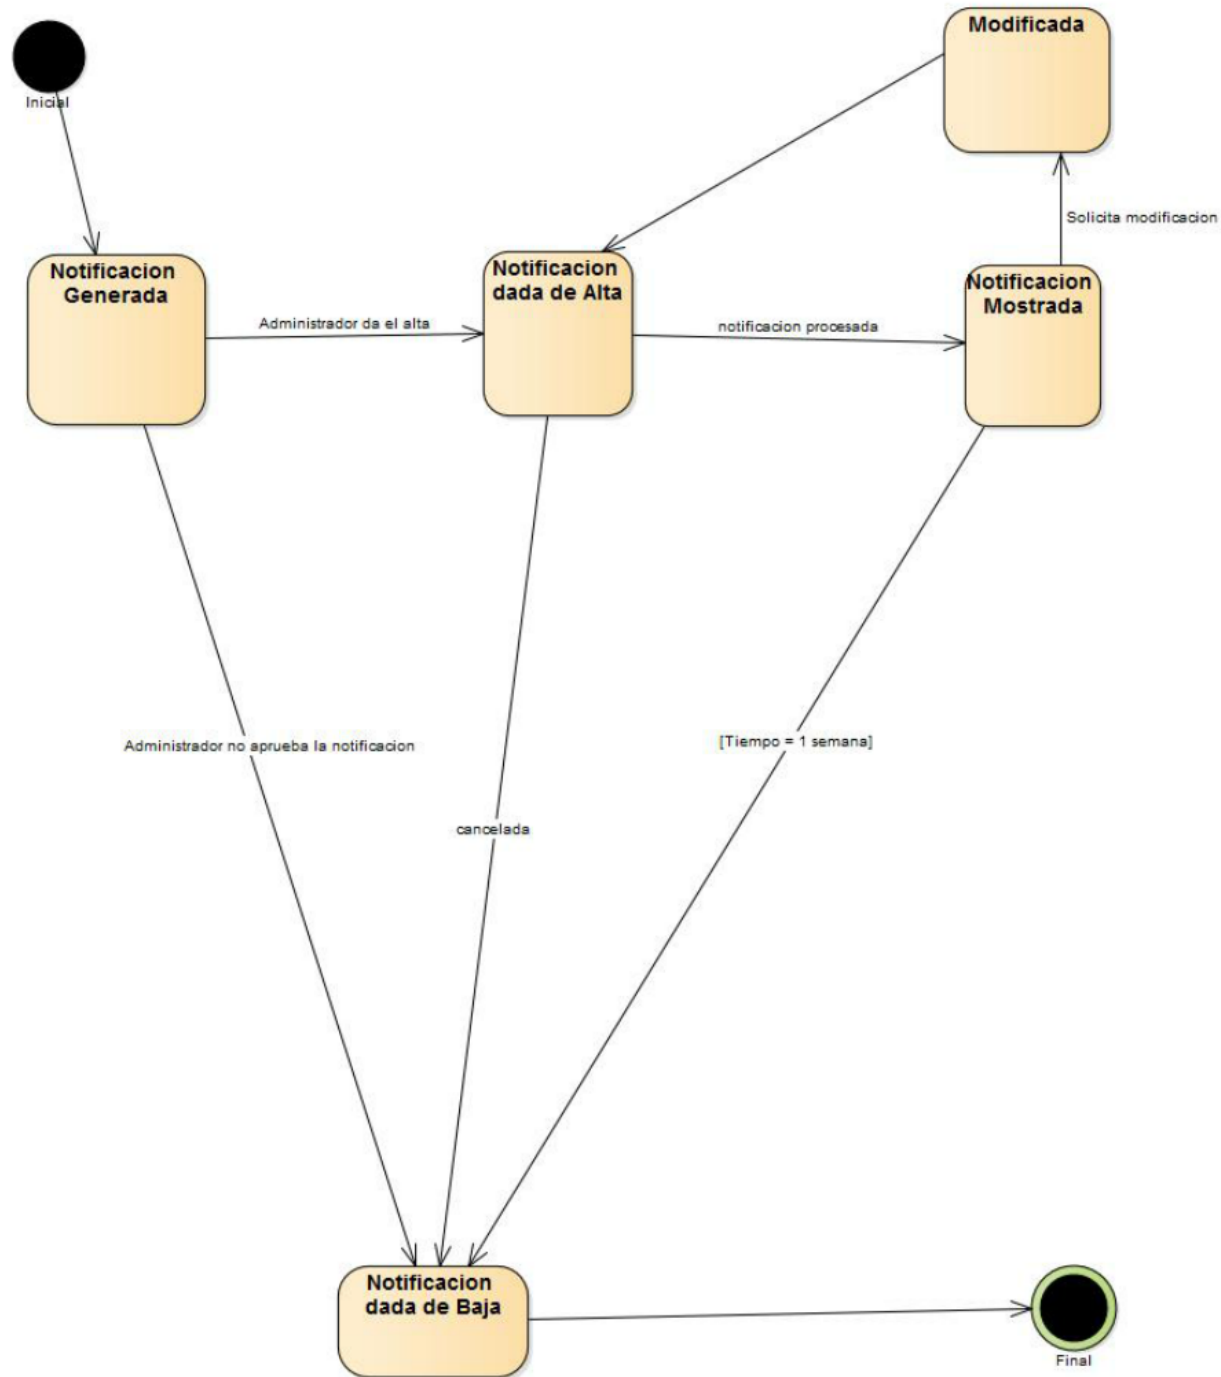 Modificada
Inicial
Solicita modificacion
Notificacion
Generada
Notificacion
dada de Alta
Notificacion
Mostrada
Administrador da el alta
notificacion procesada
Administrador no aprueba la notificacion
[Tiempo = 1 semana]
cancelada
Notificacion
dada de Baja
Final